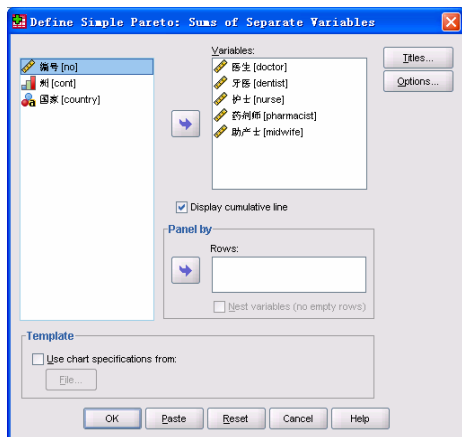 Define Simple Pareto: Sums of Separate Variables
编号 [no]
州 [cont]
国家 [country]
Variables:
医生 [doctor]
牙医 [dentist]
护士 [nurse]
药剂师 [pharmacist]
助产士 [midwife]
Titles...
Options...
Display cumulative line
Panel by
Rows:
Nest variables (no empty rows)
Template
Use chart specifications from:
File...
OK
Paste
Reset
Cancel
Help